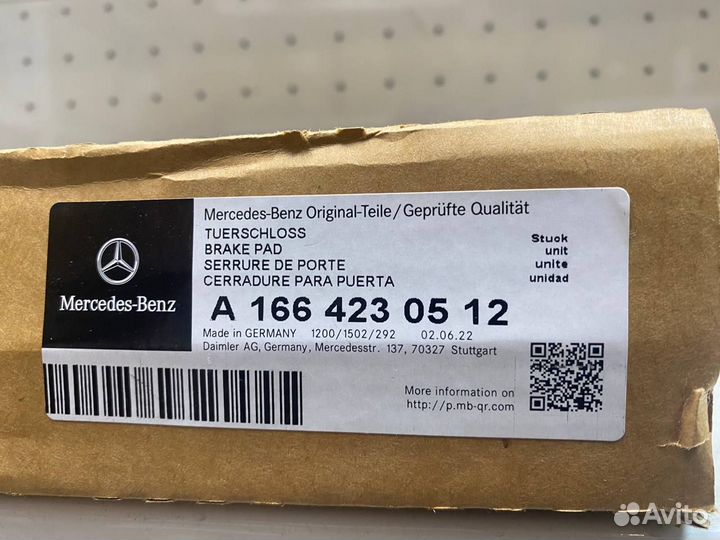 Mercedes-Benz
Mercedes-Benz Original-Teile/Geprüfte Qualität
TUERSCHLOSS
BRAKE PAD
SERRURE DE PORTE
CERRADURE PARA PUERTA
Stuok
unit
unite
unidad
A 166 423 05 12
Made in GERMANY 1200/1502/292 02.06.22
Daimler AG, Germany, Mercedesstr. 137, 70327 Stuttgart
More information on
http://p.mb-qr.com
Avito